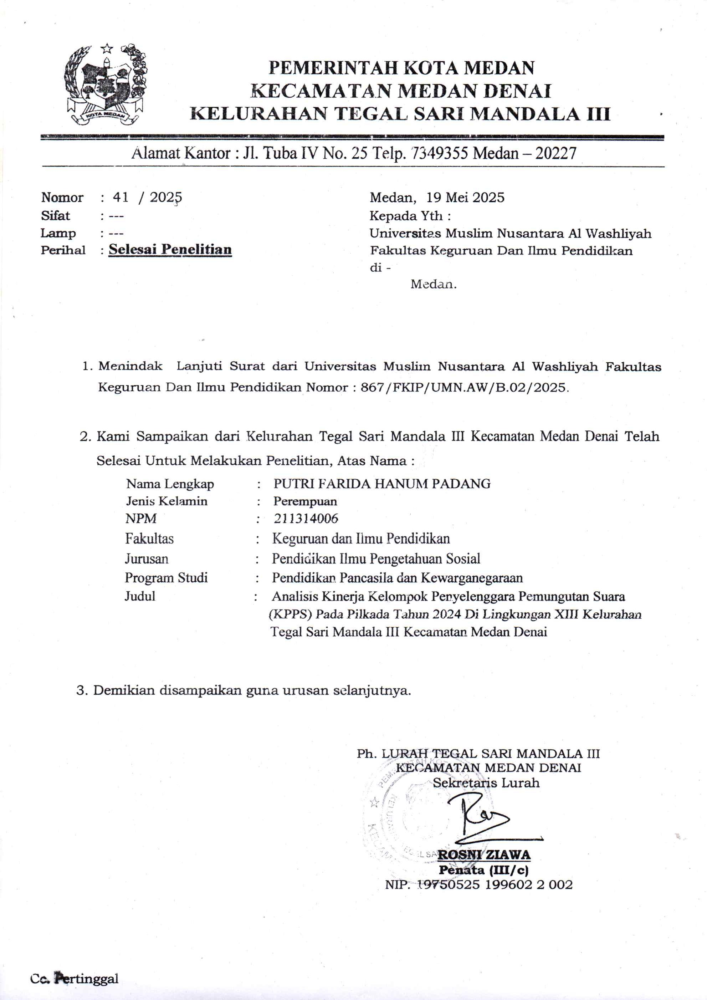 KOTA MEDAN
PEMERINTAH KOTA MEDAN
KECAMATAN MEDAN DENAI
KELURAHAN TEGAL SARI MANDALA III
Alamat Kantor : Jl. Tuba IV No. 25 Telp. 7349355 Medan – 20227
Nomor : 41 / 2025
Sifat : ---
Lamp : ---
Perihal : Selesai Penelitian
Medan, 19 Mei 2025
Kepada Yth :
Universitas Muslim Nusantara Al Washliyah
Fakultas Keguruan Dan Ilmu Pendidikan
di -
Medan.
1. Menindak Lanjuti Surat dari Universitas Muslim Nusantara Al Washliyah Fakultas
Keguruan Dan Ilmu Pendidikan Nomor : 867/FKIP/UMN.AW/B.02/2025.
2. Kami Sampaikan dari Kelurahan Tegal Sari Mandala III Kecamatan Medan Denai Telah
Selesai Untuk Melakukan Penelitian, Atas Nama :
Nama Lengkap : PUTRI FARIDA HANUM PADANG
Jenis Kelamin : Perempuan
NPM : 211314006
Fakultas : Keguruan dan Ilmu Pendidikan
Jurusan : Pendidikan Ilmu Pengetahuan Sosial
Program Studi : Pendidikan Pancasila dan Kewarganegaraan
Judul : Analisis Kinerja Kelompok Penyelenggara Pemungutan Suara
(KPPS) Pada Pilkada Tahun 2024 Di Lingkungan XIII Kelurahan
Tegal Sari Mandala III Kecamatan Medan Denai
3. Demikian disampaikan guna urusan selanjutnya.
Ph. LURAH TEGAL SARI MANDALA III
KECAMATAN MEDAN DENAI
Sekretaris Lurah
ROSNI ZIAWA
Penata (III/c)
NIP. 19750525 199602 2 002
Cc. Pertinggal